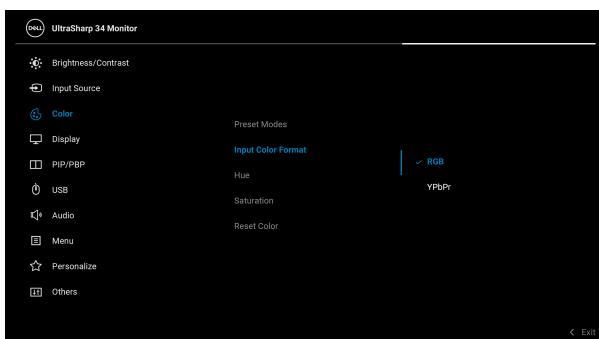 DELL UltraSharp 34 Monitor
Brightness/Contrast
Input Source
Color
Display
PIP/PBP
USB
Audio
Menu
Personalize
Others
Preset Modes
Input Color Format
Hue
Saturation
Reset Color
RGB
YPbPr
Exit